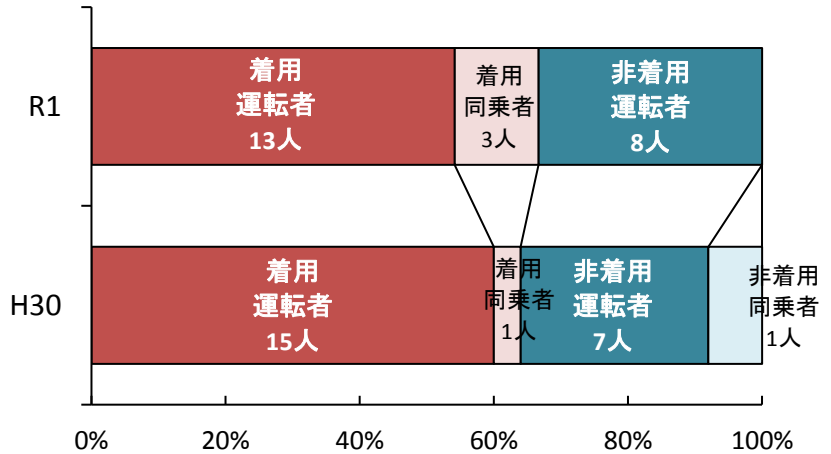 R1
着用
運転者
13人
着用
同乗者
3人
非着用
運転者
8人
H30
着用
運転者
15人
着用
同乗者
1人
非着用
運転者
7人
非着用
同乗者
1人
0%
20%
40%
60%
80%
100%